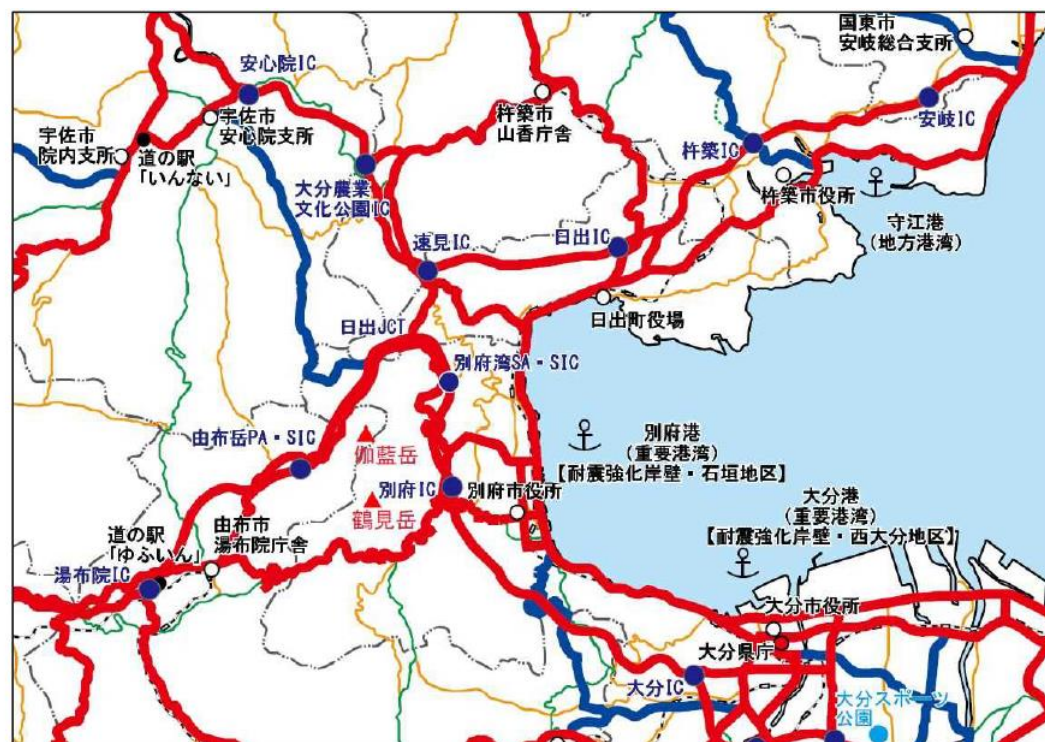 国東市
安岐総合支所
安心院IC
宇佐市
安心院支所
杵築市
山香庁舎
安岐IC
宇佐市
院内支所
道の駅
「いんない」
杵築IC
大分農業
文化公園IC
杵築市役所
守江港
(地方港湾)
速見IC
日出IC
日出JCT
日出町役場
別府湾SA・SIC
由布岳PA・SIC
伽藍岳
別府港
(重要港湾)
【耐震強化岸壁・石垣地区】
別府IC
別府市役所
鶴見岳
大分港
(重要港湾)
【耐震強化岸壁・西大分地区】
道の駅
「ゆふいん」
由布市
湯布院庁舎
湯布院IC
大分市役所
大分県庁
大分IC
大分スポーツ
公園